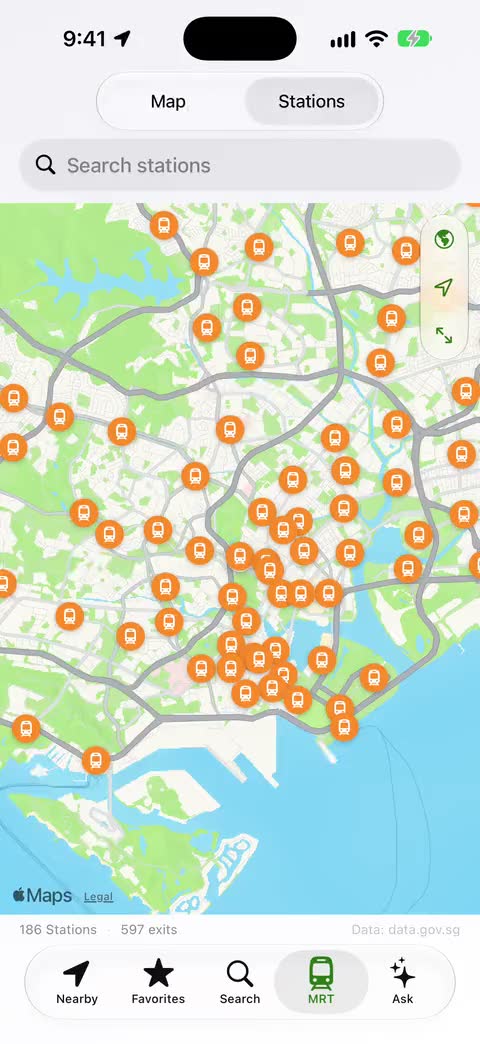 9:41
Map Stations
Search stations
Maps Legal
186 Stations · 597 exits Data: data.gov.sg
Nearby Favorites Search MRT Ask